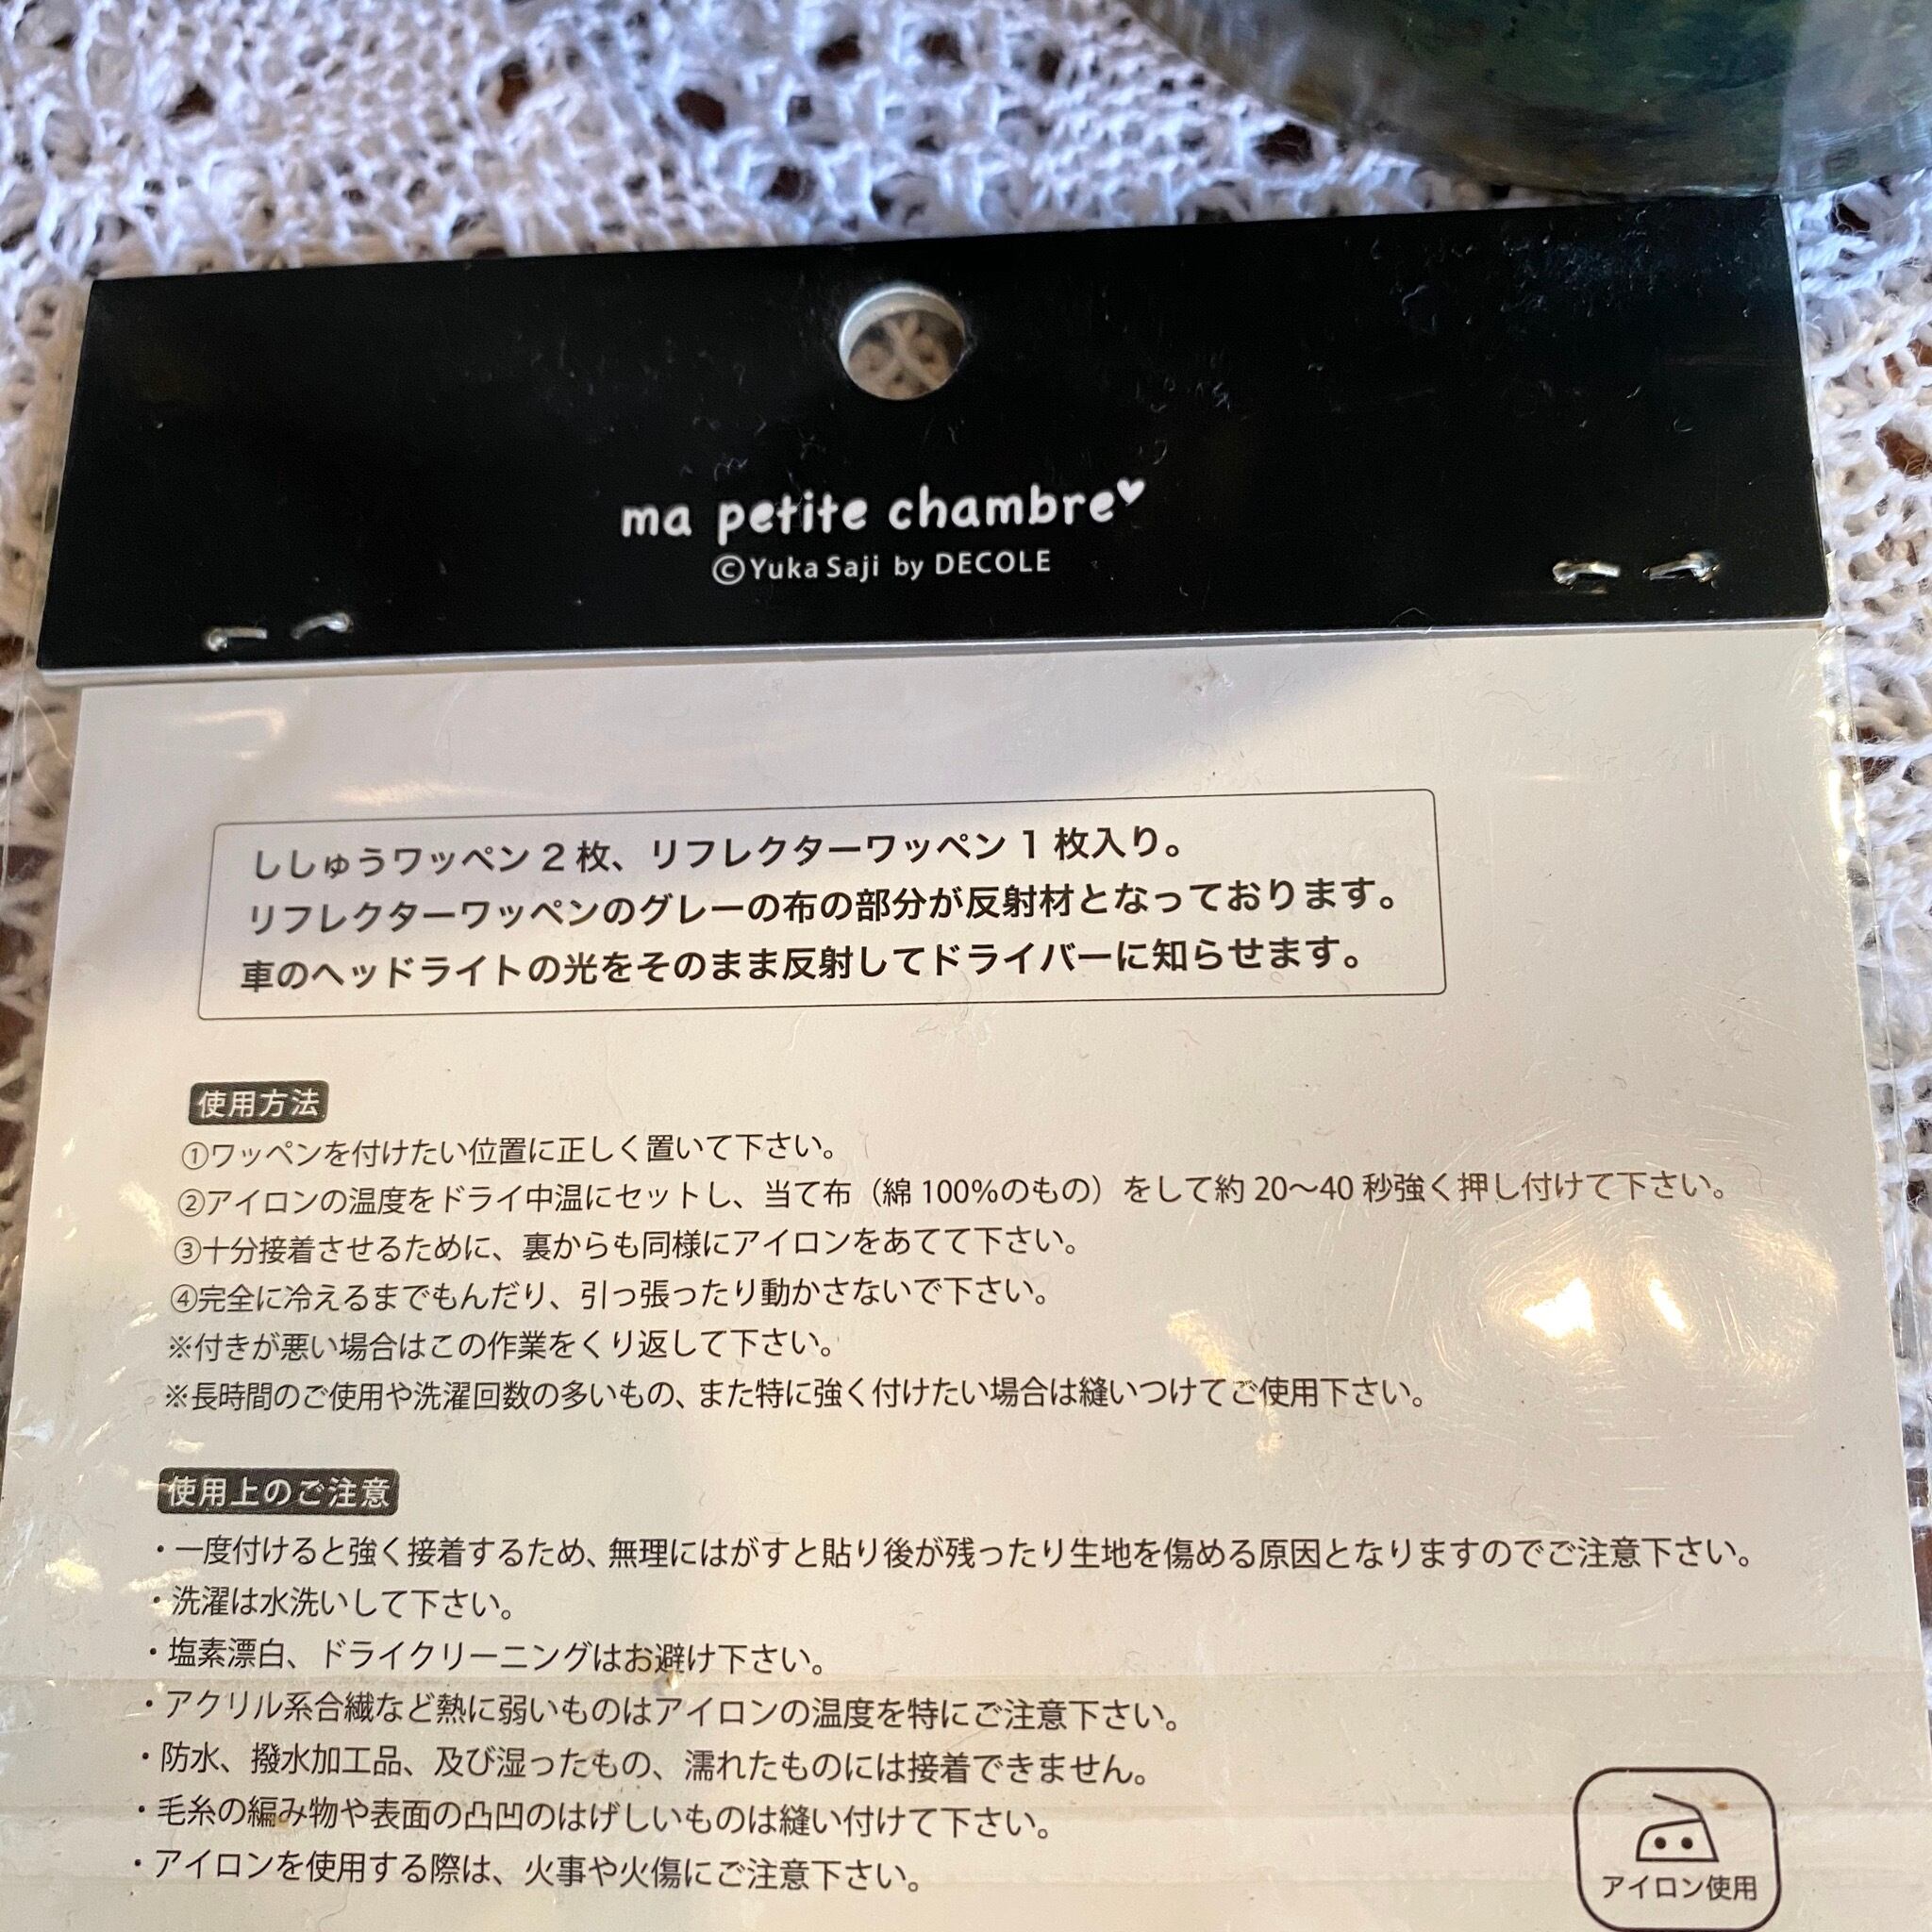 ma petite chambre♥
©Yuka Saji by DECOLE
ししゅうワッペン 2 枚、リフレクターワッペン 1 枚入り。
リフレクターワッペンのグレーの布の部分が反射材となっております。
車のヘッドライトの光をそのまま反射してドライバーに知らせます。
使用方法
①ワッペンを付けたい位置に正しく置いて下さい。
②アイロンの温度をドライ中温にセットし、当て布（綿 100%のもの）をして約 20〜40 秒強く押し付けて下さい。
③十分接着させるために、裏からも同様にアイロンをあてて下さい。
④完全に冷えるまでもんだり、引っ張ったり動かさないで下さい。
※付きが悪い場合はこの作業をくり返して下さい。
※長時間のご使用や洗濯回数の多いもの、また特に強く付けたい場合は縫いつけてご使用下さい。
使用上のご注意
・一度付けると強く接着するため、無理にはがすと貼り後が残ったり生地を傷める原因となりますのでご注意下さい。
・洗濯は水洗いして下さい。
・塩素漂白、ドライクリーニングはお避け下さい。
・アクリル系合繊など熱に弱いものはアイロンの温度を特にご注意下さい。
・防水、撥水加工品、及び湿ったもの、濡れたものには接着できません。
・毛糸の編み物や表面の凸凹のはげしいものは縫い付けて下さい。
・アイロンを使用する際は、火事や火傷にご注意下さい。
アイロン使用